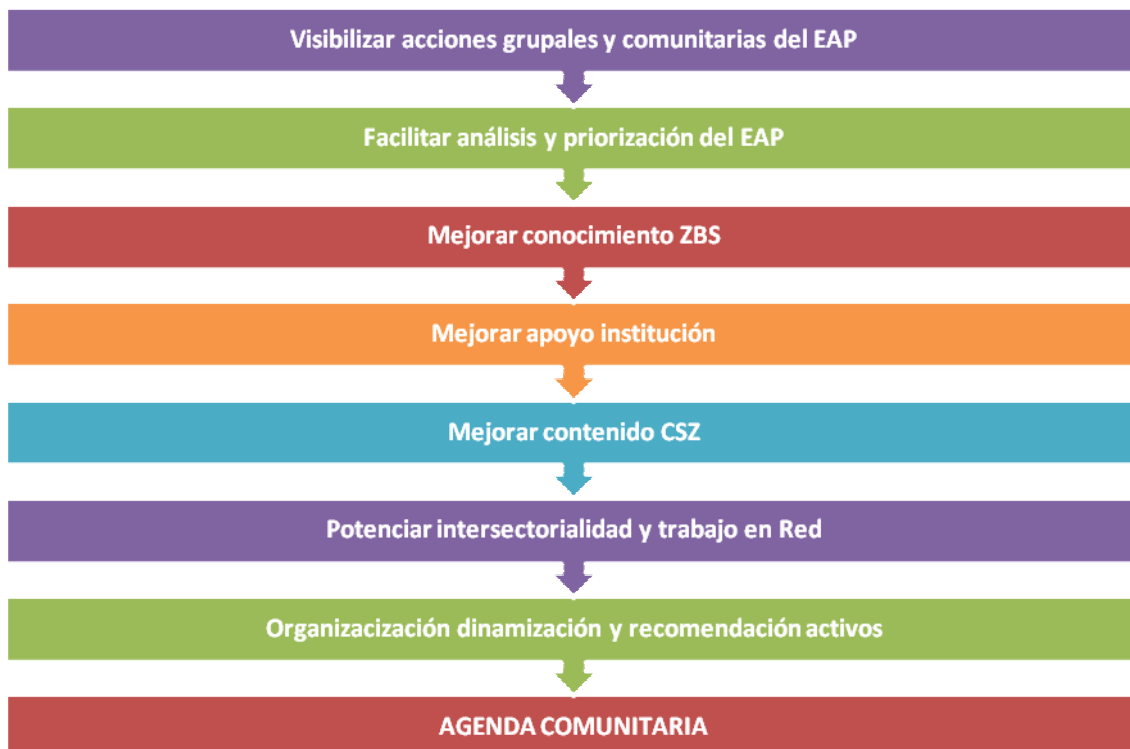 Visibilizar acciones grupales y comunitarias del EAP
Facilitar análisis y priorización del EAP
Mejorar conocimiento ZBS
Mejorar apoyo institución
Mejorar contenido CSZ
Potenciar intersectorialidad y trabajo en Red
Organizacización dinamización y recomendación activos
AGENDA COMUNITARIA